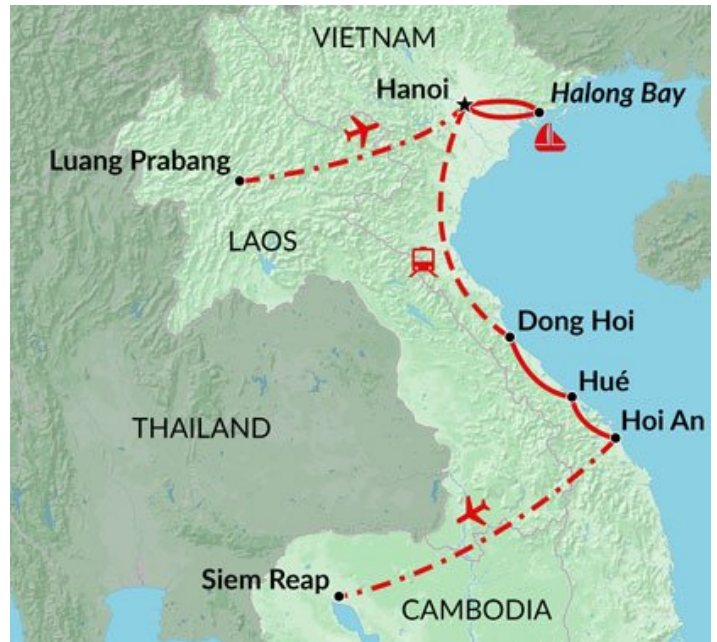 VIETNAM
Hanoi
Halong Bay
Luang Prabang
LAOS
Dong Hoi
Hué
Hoi An
THAILAND
Siem Reap
CAMBODIA